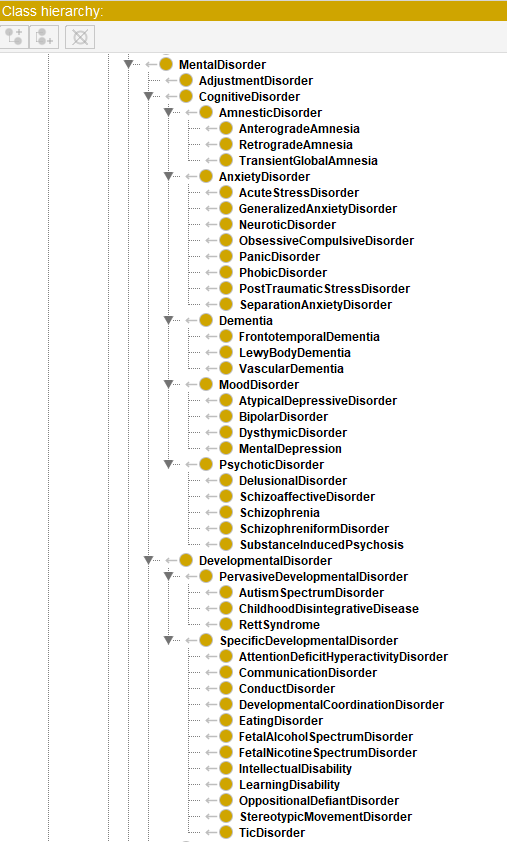 Class hierarchy:
MentalDisorder
AdjustmentDisorder
CognitiveDisorder
AmnesticDisorder
AnterogradeAmnesia
RetrogradeAmnesia
TransientGlobalAmnesia
AnxietyDisorder
AcuteStressDisorder
GeneralizedAnxietyDisorder
NeuroticDisorder
ObsessiveCompulsiveDisorder
PanicDisorder
PhobicDisorder
PostTraumaticStressDisorder
SeparationAnxietyDisorder
Dementia
FrontotemporalDementia
LewyBodyDementia
VascularDementia
MoodDisorder
AtypicalDepressiveDisorder
BipolarDisorder
DysthymicDisorder
MentalDepression
PsychoticDisorder
DelusionalDisorder
SchizoaffectiveDisorder
Schizophrenia
SchizophreniformDisorder
SubstanceInducedPsychosis
DevelopmentalDisorder
PervasiveDevelopmentalDisorder
AutismSpectrumDisorder
ChildhoodDisintegrativeDisease
RettSyndrome
SpecificDevelopmentalDisorder
AttentionDeficitHyperactivityDisorder
CommunicationDisorder
ConductDisorder
DevelopmentalCoordinationDisorder
EatingDisorder
FetalAlcoholSpectrumDisorder
FetalNicotineSpectrumDisorder
IntellectualDisability
LearningDisability
OppositionalDefiantDisorder
StereotypicMovementDisorder
TicDisorder